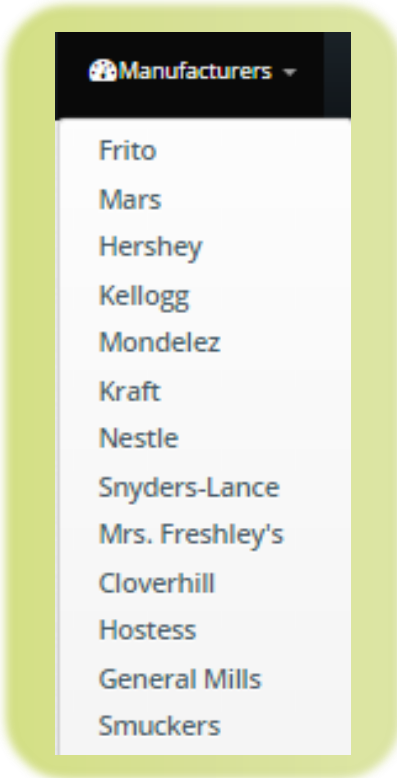 Manufacturers
Frito
Mars
Hershey
Kellogg
Mondelez
Kraft
Nestle
Snyders-Lance
Mrs. Freshley's
Cloverhill
Hostess
General Mills
Smuckers